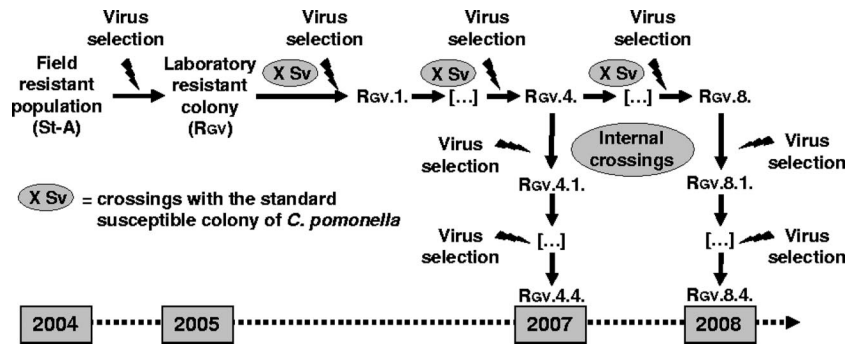 Virus
selection
Virus
selection
Virus
selection
Virus
selection
Field
resistant
population
(St-A)
Laboratory
resistant
colony
(RGV)
X Sv
RGV.1.
X Sv
[...]
RGV.4.
X Sv
[...]
RGV.8.
Virus
selection
Internal
crossings
Virus
selection
RGV.4.1.
RGV.8.1.
X Sv = crossings with the standard
susceptible colony of C. pomonella
Virus
selection
[...]
[...]
Virus
selection
RGV.4.4.
RGV.8.4.
2004
2005
2007
2008